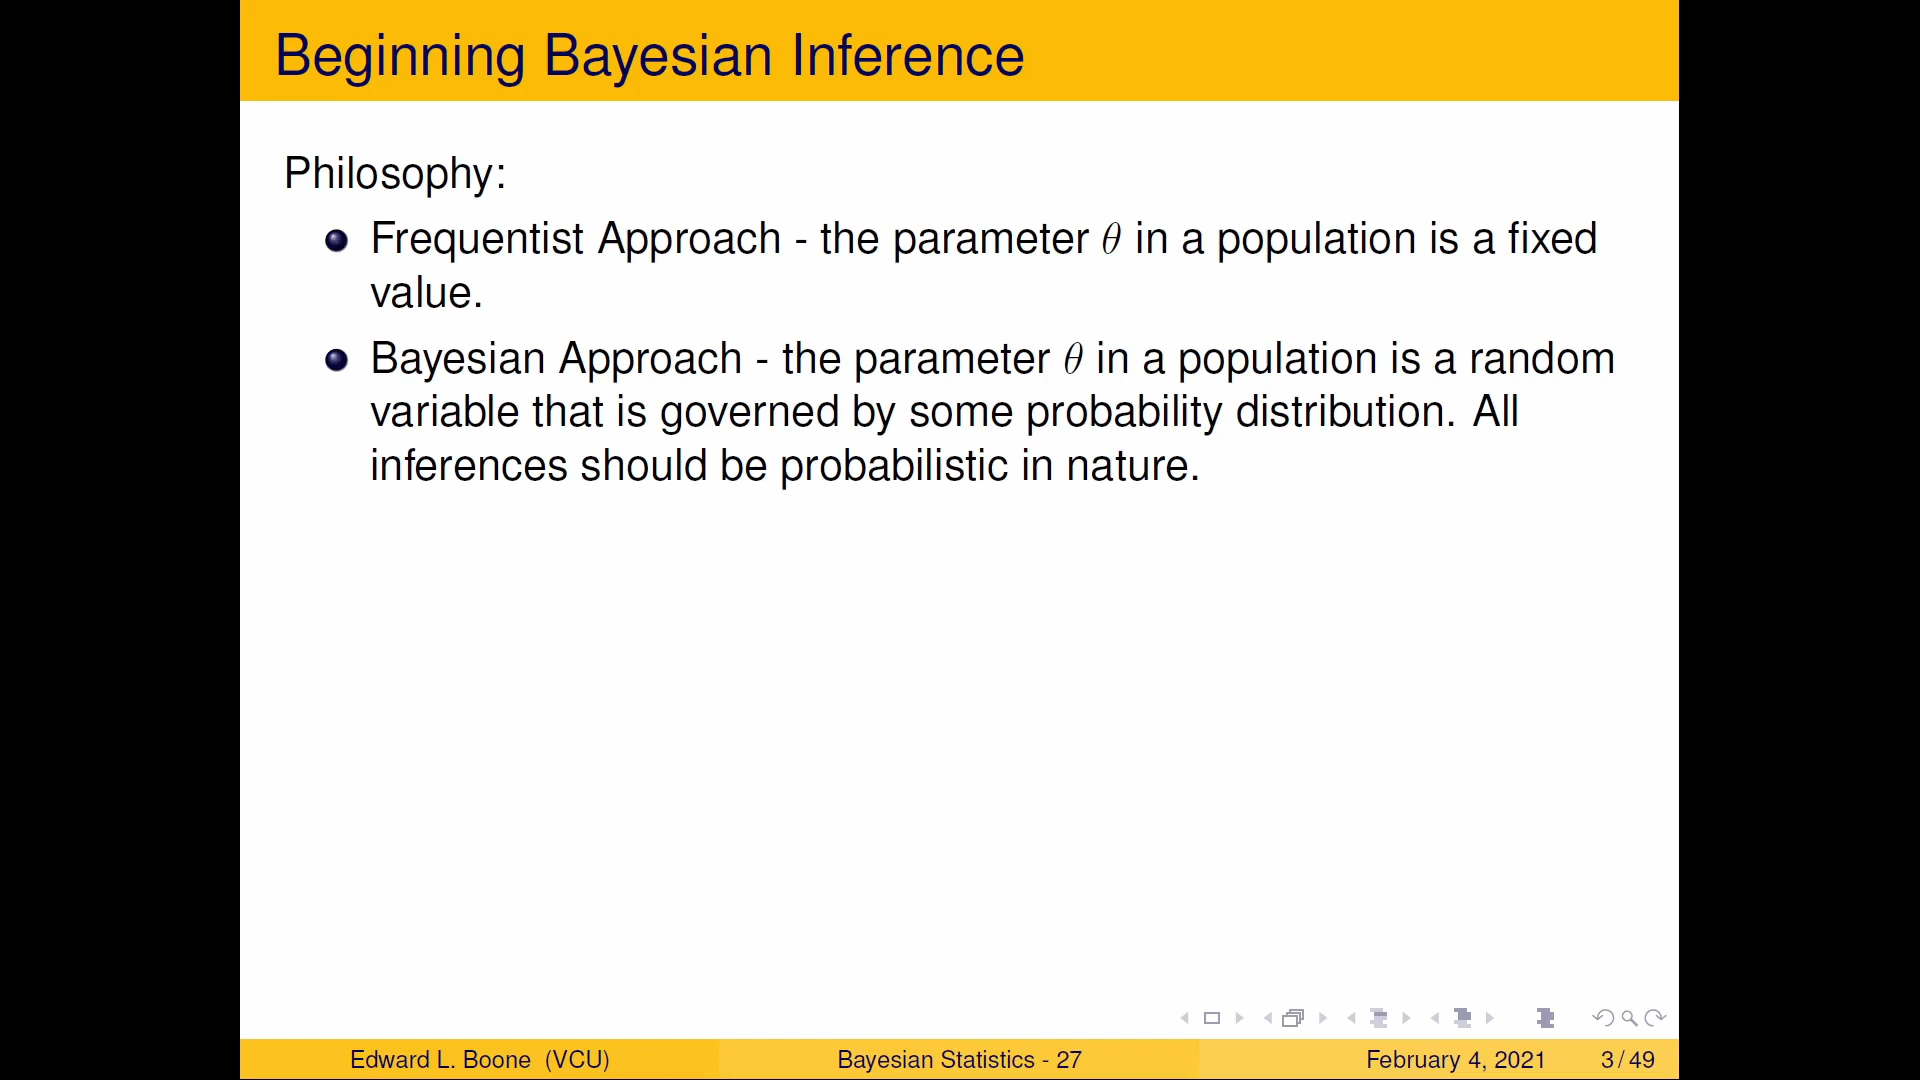 Beginning Bayesian Inference
Philosophy:
Frequentist Approach - the parameter θ in a population is a fixed
value.
Bayesian Approach - the parameter θ in a population is a random
variable that is governed by some probability distribution. All
inferences should be probabilistic in nature.
Edward L. Boone (VCU) Bayesian Statistics - 27 February 4, 2021 3 / 49